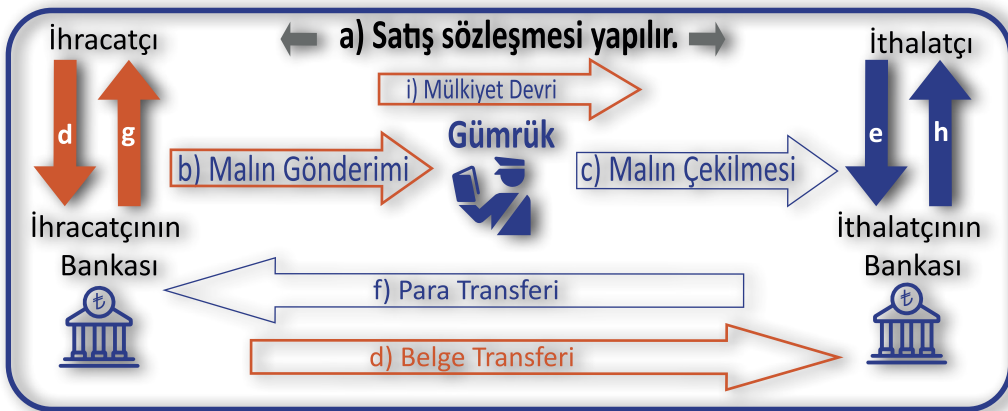 İhracatçı
a) Satış sözleşmesi yapılır.
İthalatçı
i) Mülkiyet Devri
d
g
Gümrük
e
h
b) Malın Gönderimi
c) Malın Çekilmesi
İhracatçının
Bankası
İthalatçının
Bankası
f) Para Transferi
₺
₺
d) Belge Transferi